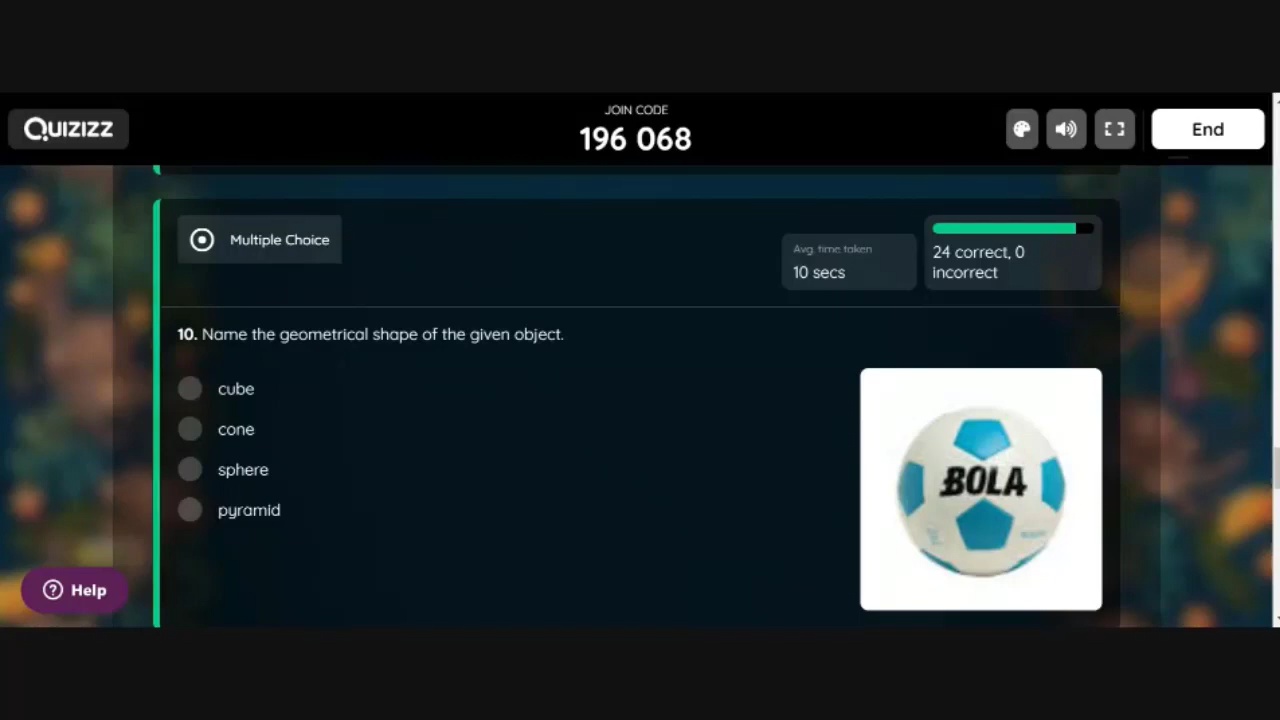 QUIZIZZ
JOIN CODE
196 068
End
Multiple Choice
Avg. time taken
10 secs
24 correct, 0
incorrect
10. Name the geometrical shape of the given object.
cube
cone
sphere
pyramid
BOLA
Help